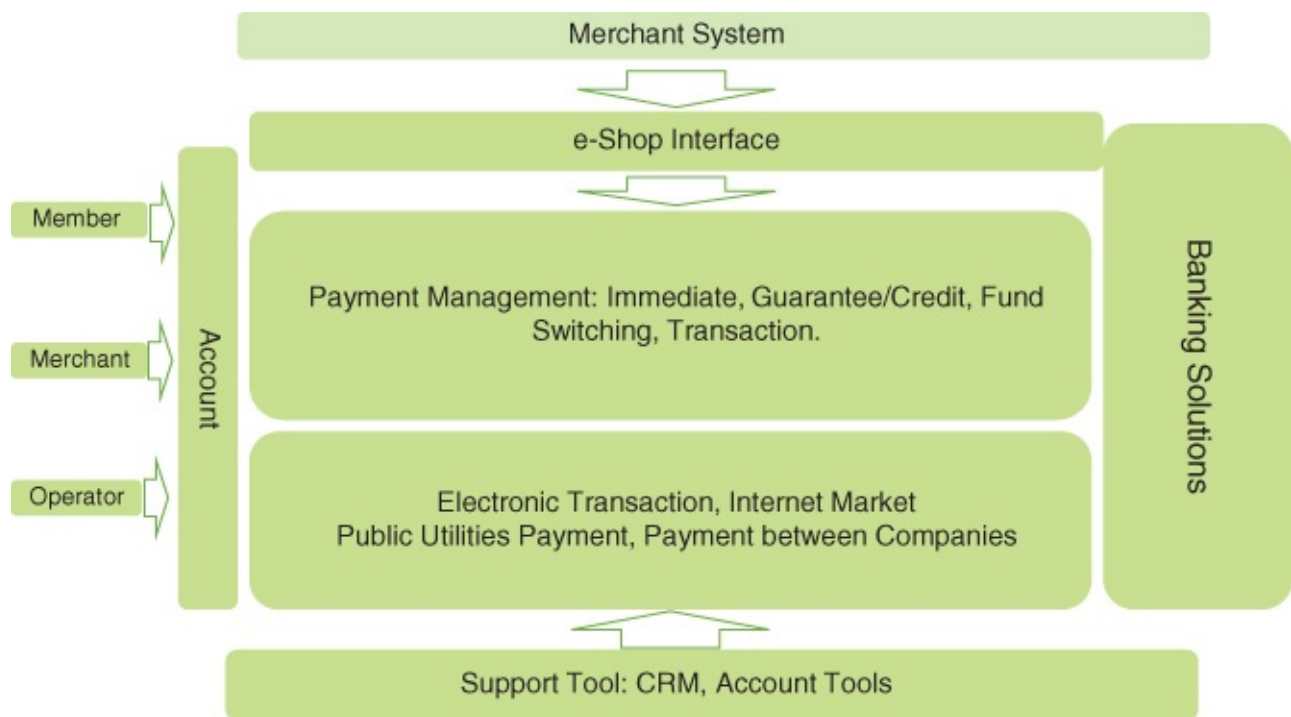 Merchant System
e-Shop Interface
Member
Merchant
Operator
Account
Payment Management: Immediate, Guarantee/Credit, Fund
Switching, Transaction.
Electronic Transaction, Internet Market
Public Utilities Payment, Payment between Companies
Banking Solutions
Support Tool: CRM, Account Tools